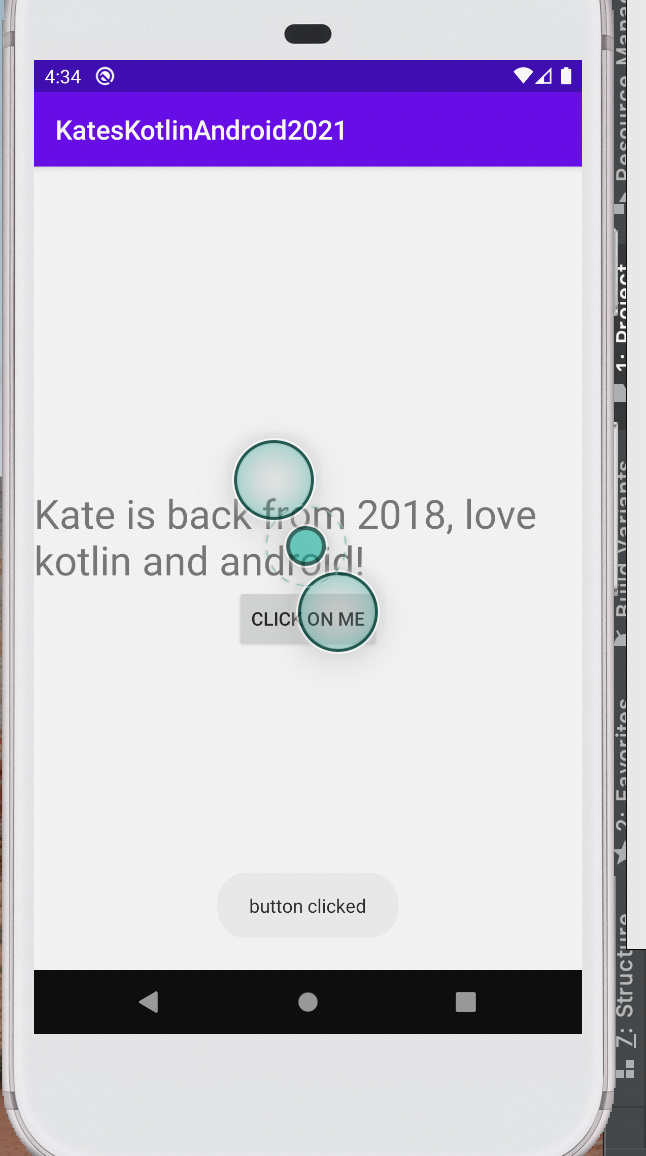 4:34
KatesKotlinAndroid2021
Kate is back from 2018, love
kotlin and android!
CLICK ON ME
button clicked
Resource Manag
1: Project
Build Variants
2: Favorites
Z: Structure